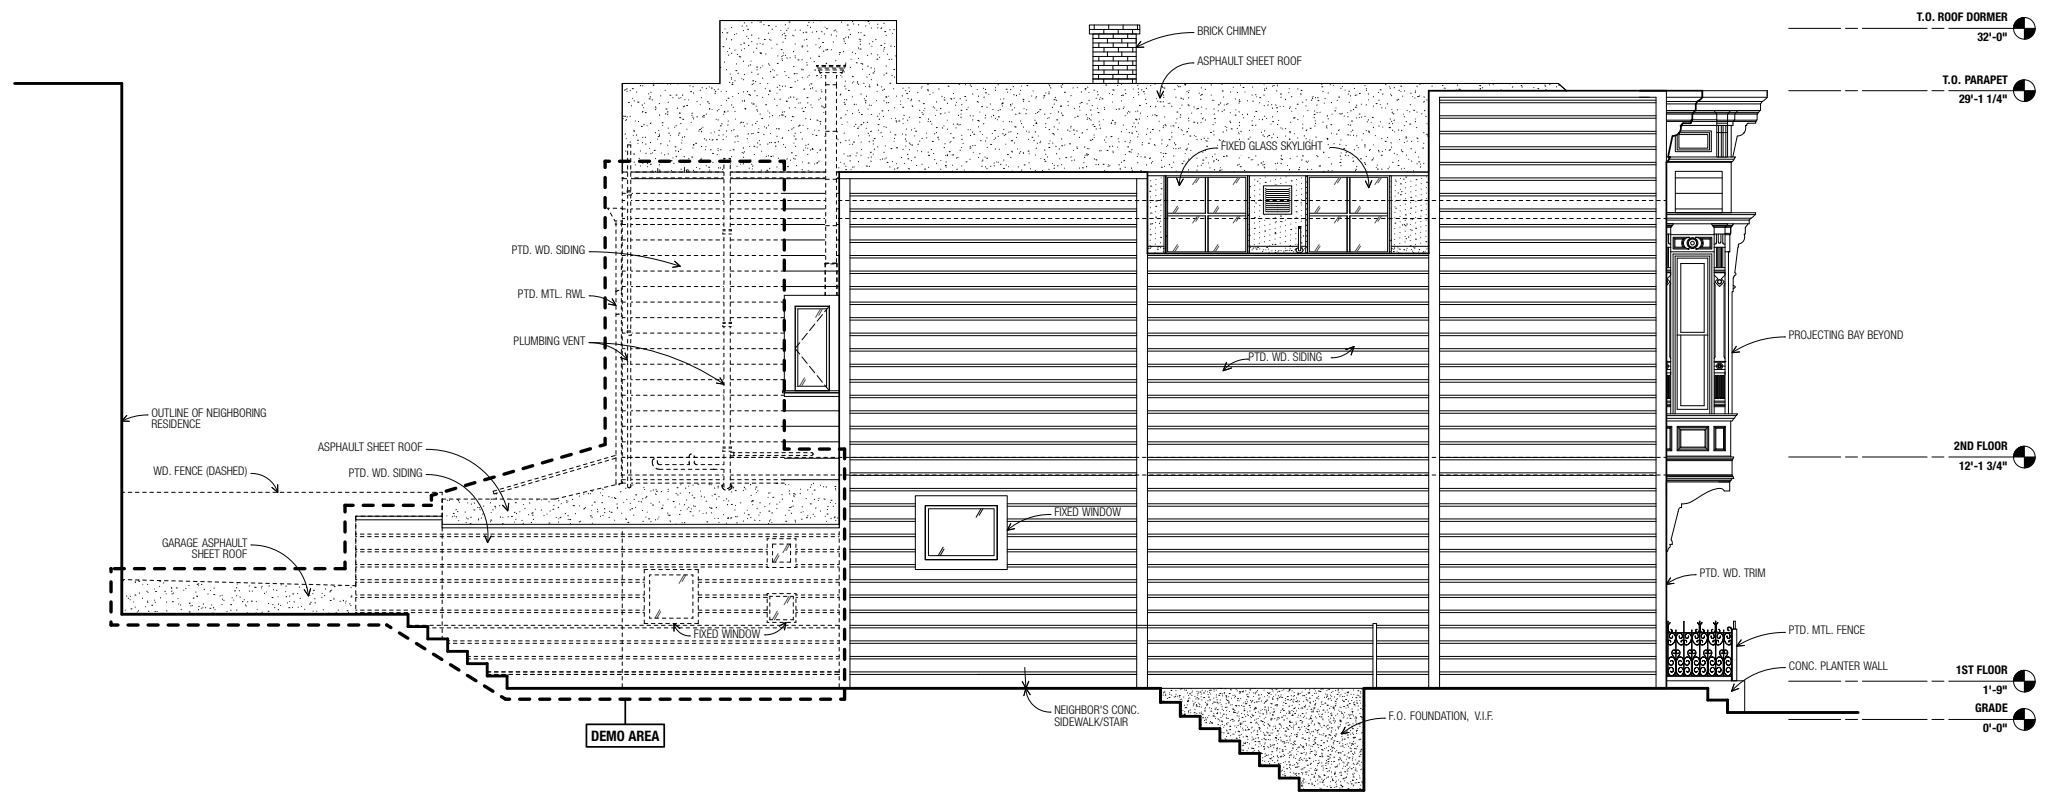 T.O. ROOF DORMER
32'-0"
BRICK CHIMNEY
ASPHAULT SHEET ROOF
T.O. PARAPET
29'-1 1/4"
FIXED GLASS SKYLIGHT
PTD. WD. SIDING
PTD. MTL. RWL
PLUMBING VENT
PTD. WD. SIDING
PROJECTING BAY BEYOND
OUTLINE OF NEIGHBORING
RESIDENCE
ASPHAULT SHEET ROOF
WD. FENCE (DASHED)
PTD. WD. SIDING
2ND FLOOR
12'-1 3/4"
FIXED WINDOW
GARAGE ASPHAULT
SHEET ROOF
PTD. WD. TRIM
FIXED WINDOW
PTD. MTL. FENCE
CONC. PLANTER WALL
1ST FLOOR
1'-9"
NEIGHBOR'S CONC.
SIDEWALK/STAIR
F.O. FOUNDATION, V.I.F.
GRADE
0'-0"
DEMO AREA